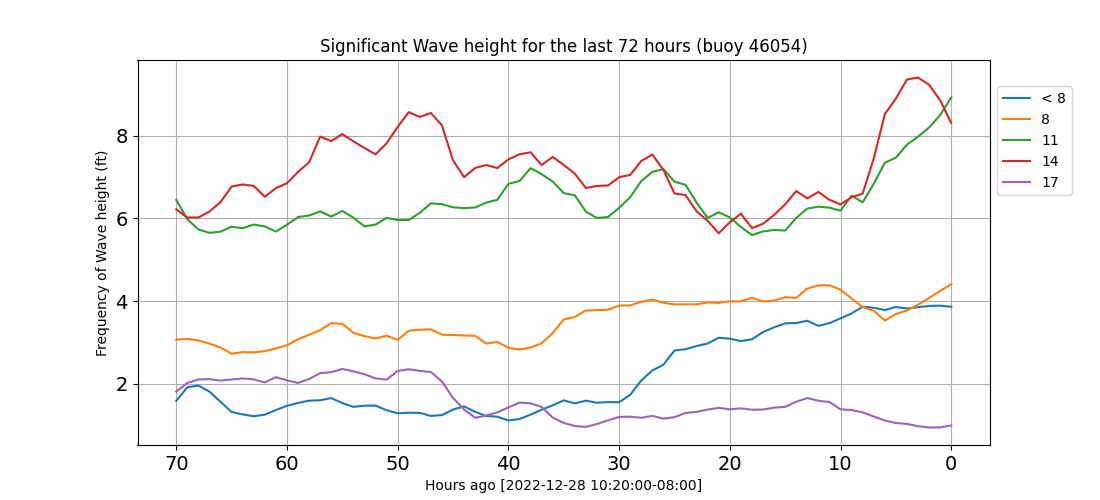 Significant Wave height for the last 72 hours (buoy 46054)
Frequency of Wave height (ft)
8
6
4
2
70 60 50 40 30 20 10 0
Hours ago [2022-12-28 10:20:00-08:00]
< 8
8
11
14
17